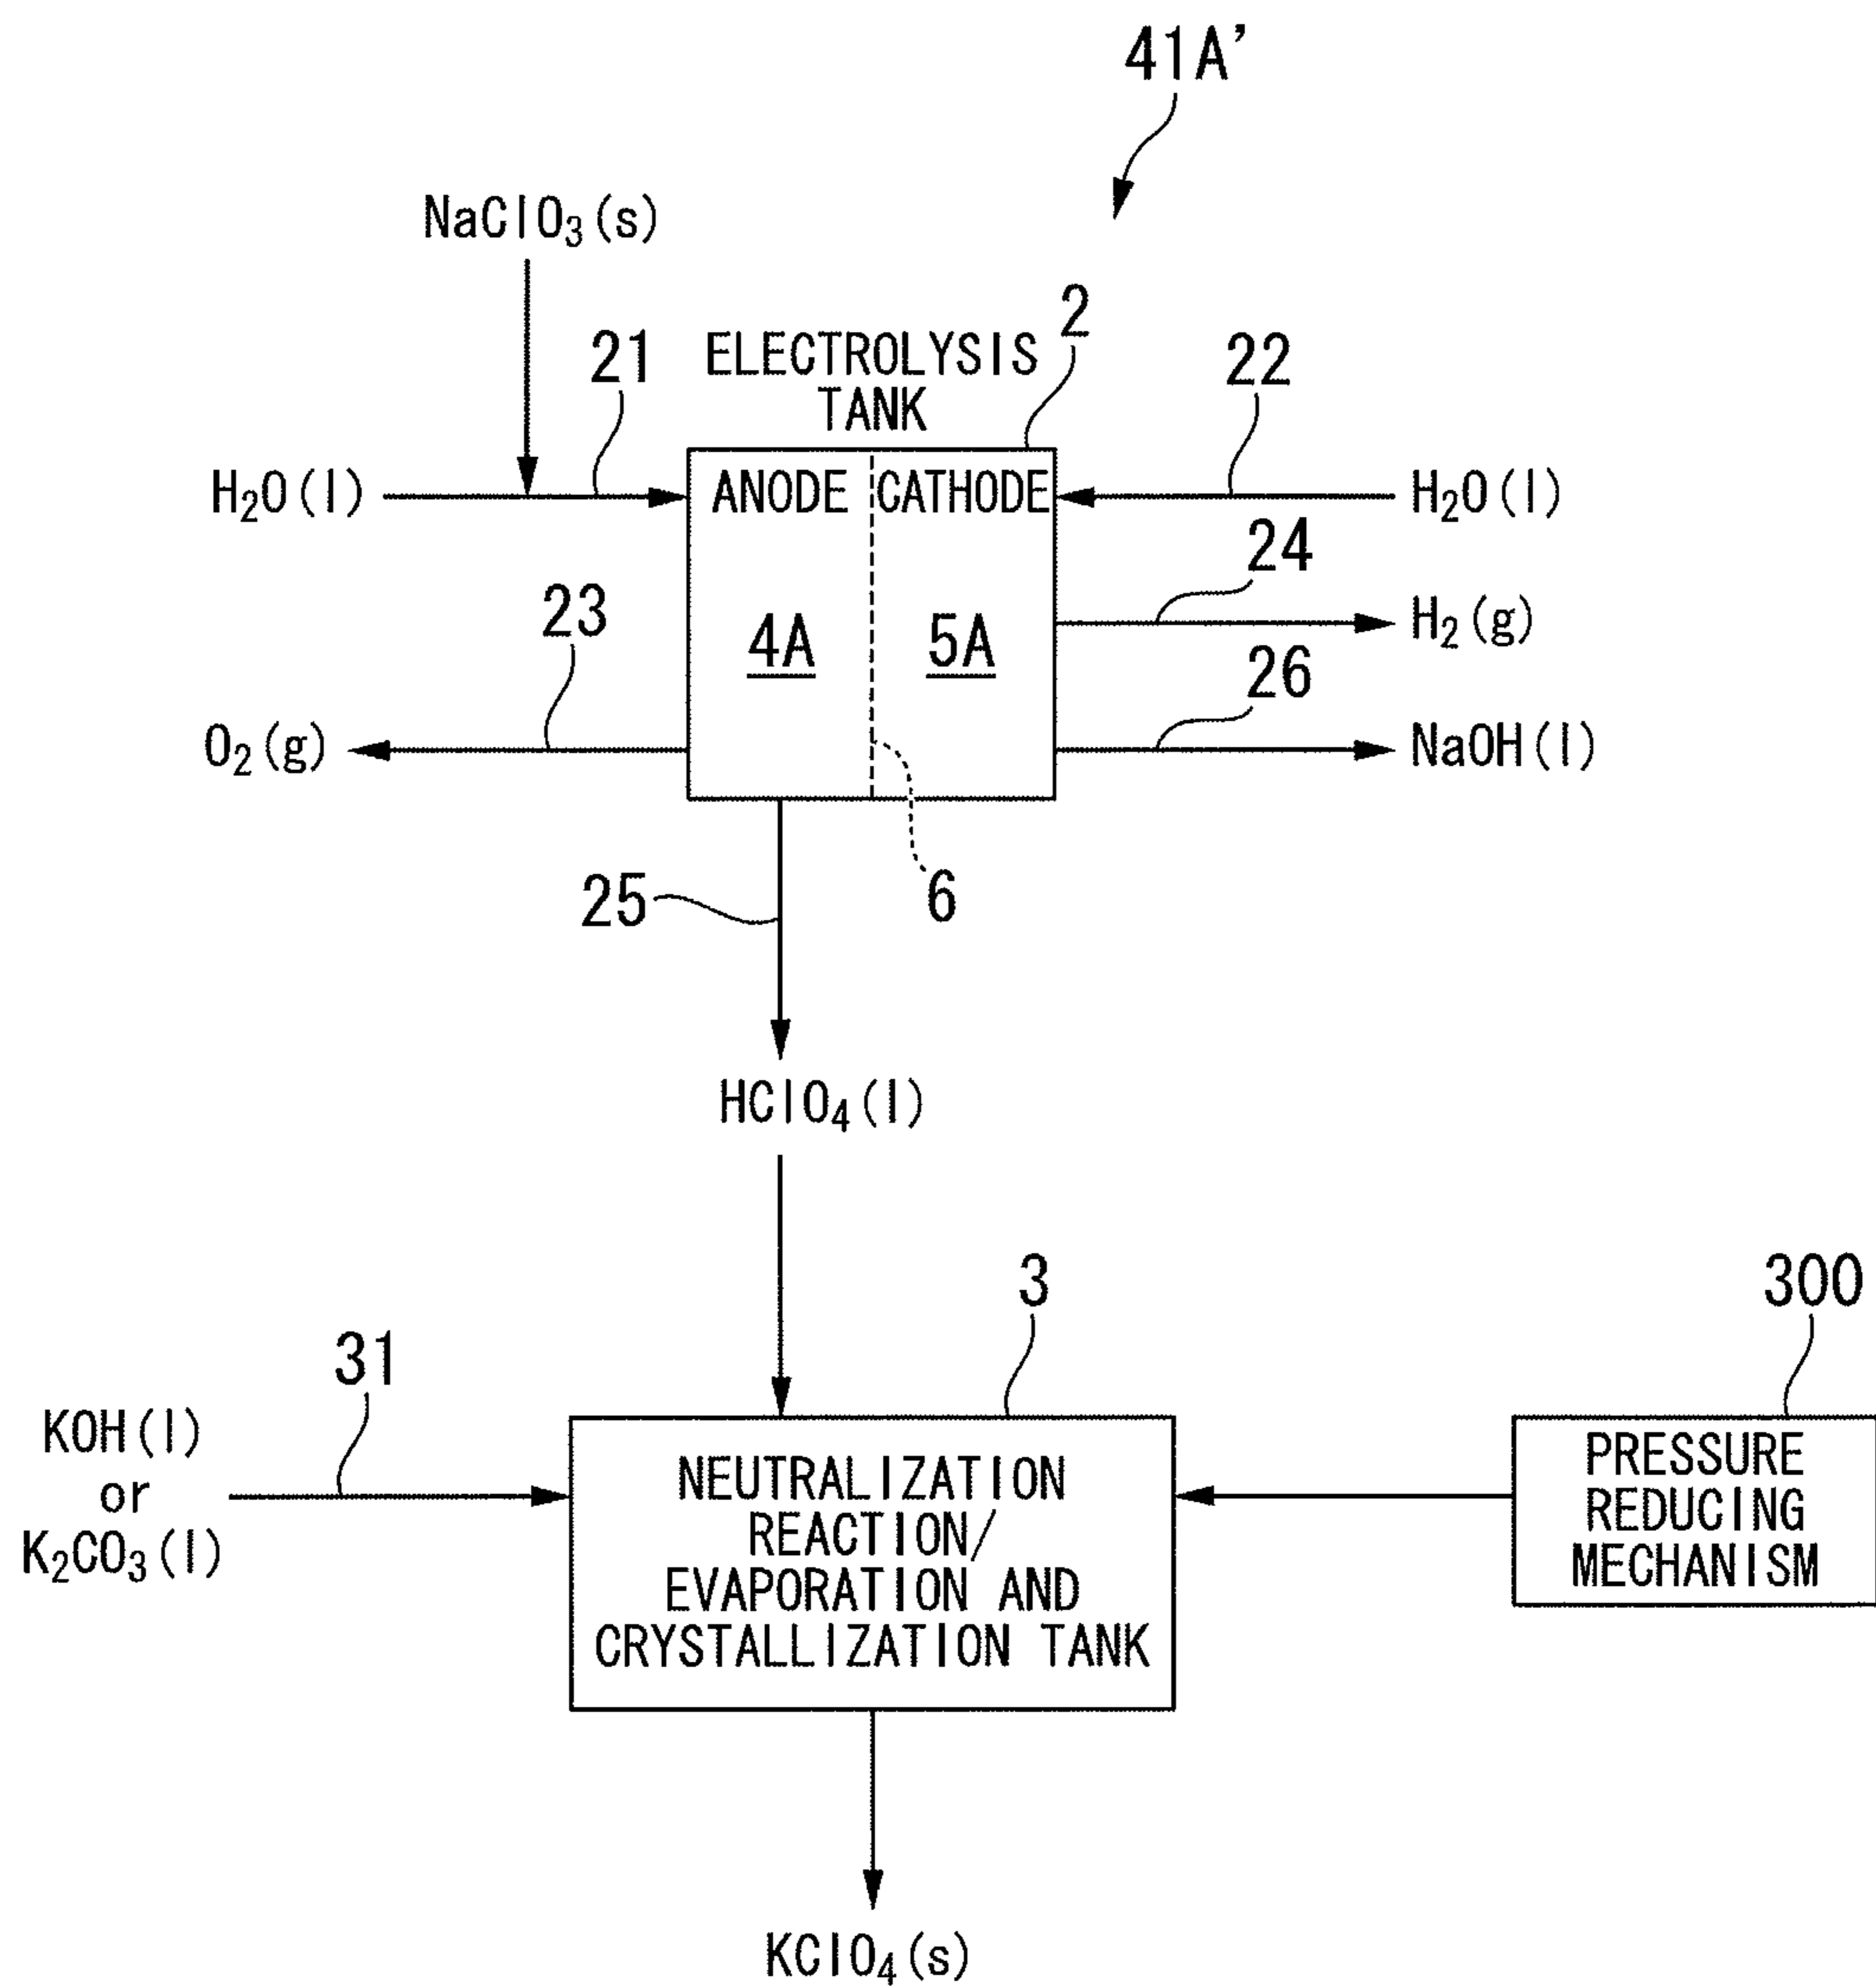 41A'
NaClO₃(s)
2
ELECTROLYSIS
TANK
21
22
H₂O(l)
ANODE
CATHODE
H₂O(l)
24
23
4A
5A
H₂(g)
26
O₂(g)
NaOH(l)
25
6
HClO₄(l)
3
300
31
KOH(l)
or
K₂CO₃(l)
NEUTRALIZATION
REACTION/
EVAPORATION AND
CRYSTALLIZATION TANK
PRESSURE
REDUCING
MECHANISM
KClO₄(s)